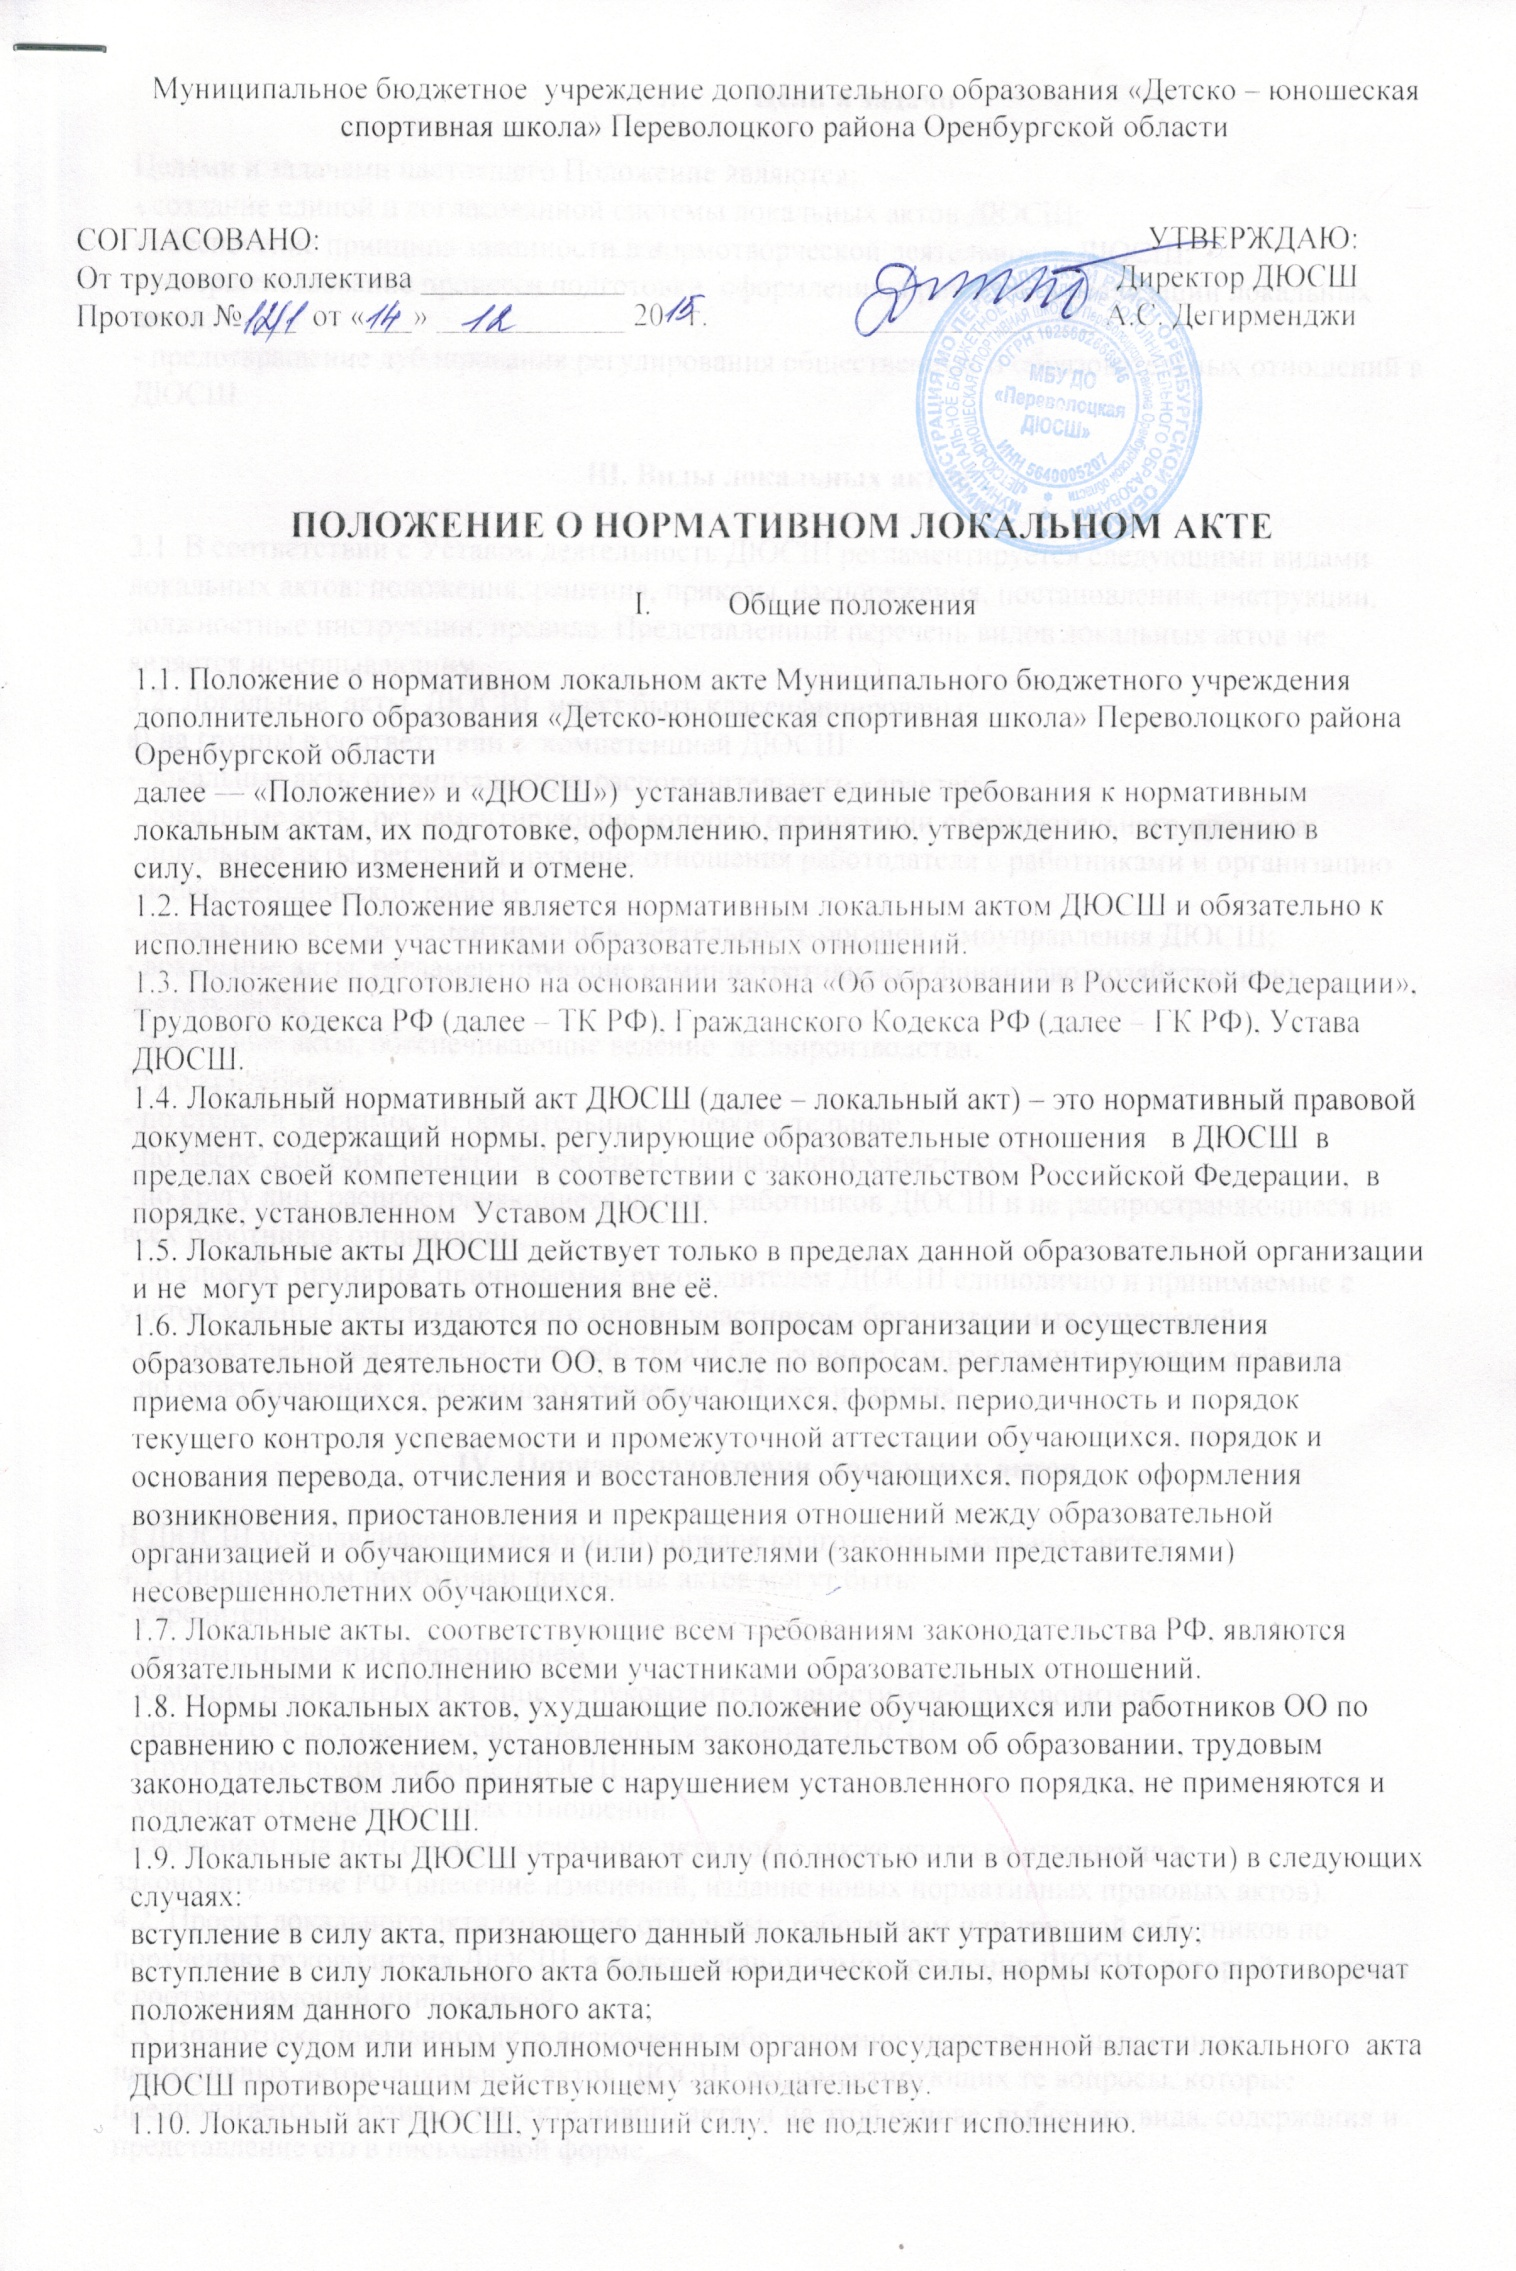 Муниципальное бюджетное учреждение дополнительного образования «Детско – юношеская
спортивная школа» Переволоцкого района Оренбургской области
СОГЛАСОВАНО:
От трудового коллектива ______________
Протокол № 12/1 от «14» 12 2015 г.
УТВЕРЖДАЮ:
Директор ДЮСШ
А.С. Дегирменджи
МБУ ДО
«Переволоцкая
ДЮСШ»
ИНН 5640005207
ПОЛОЖЕНИЕ О НОРМАТИВНОМ ЛОКАЛЬНОМ АКТЕ
I. Общие положения
1.1. Положение о нормативном локальном акте Муниципального бюджетного учреждения
дополнительного образования «Детско-юношеская спортивная школа» Переволоцкого района
Оренбургской области
далее — «Положение» и «ДЮСШ») устанавливает единые требования к нормативным
локальным актам, их подготовке, оформлению, принятию, утверждению, вступлению в
силу, внесению изменений и отмене.
1.2. Настоящее Положение является нормативным локальным актом ДЮСШ и обязательно к
исполнению всеми участниками образовательных отношений.
1.3. Положение подготовлено на основании закона «Об образовании в Российской Федерации»,
Трудового кодекса РФ (далее – ТК РФ), Гражданского Кодекса РФ (далее – ГК РФ), Устава
ДЮСШ.
1.4. Локальный нормативный акт ДЮСШ (далее – локальный акт) – это нормативный правовой
документ, содержащий нормы, регулирующие образовательные отношения в ДЮСШ в
пределах своей компетенции в соответствии с законодательством Российской Федерации, в
порядке, установленном Уставом ДЮСШ.
1.5. Локальные акты ДЮСШ действует только в пределах данной образовательной организации
и не могут регулировать отношения вне её.
1.6. Локальные акты издаются по основным вопросам организации и осуществления
образовательной деятельности ОО, в том числе по вопросам, регламентирующим правила
приема обучающихся, режим занятий обучающихся, формы, периодичность и порядок
текущего контроля успеваемости и промежуточной аттестации обучающихся, порядок и
основания перевода, отчисления и восстановления обучающихся, порядок оформления
возникновения, приостановления и прекращения отношений между образовательной
организацией и обучающимися и (или) родителями (законными представителями)
несовершеннолетних обучающихся.
1.7. Локальные акты, соответствующие всем требованиям законодательства РФ, являются
обязательными к исполнению всеми участниками образовательных отношений.
1.8. Нормы локальных актов, ухудшающие положение обучающихся или работников ОО по
сравнению с положением, установленным законодательством об образовании, трудовым
законодательством либо принятые с нарушением установленного порядка, не применяются и
подлежат отмене ДЮСШ.
1.9. Локальные акты ДЮСШ утрачивают силу (полностью или в отдельной части) в следующих
случаях:
вступление в силу акта, признающего данный локальный акт утратившим силу;
вступление в силу локального акта большей юридической силы, нормы которого противоречат
положениям данного локального акта;
признание судом или иным уполномоченным органом государственной власти локального акта
ДЮСШ противоречащим действующему законодательству.
1.10. Локальный акт ДЮСШ, утративший силу, не подлежит исполнению.